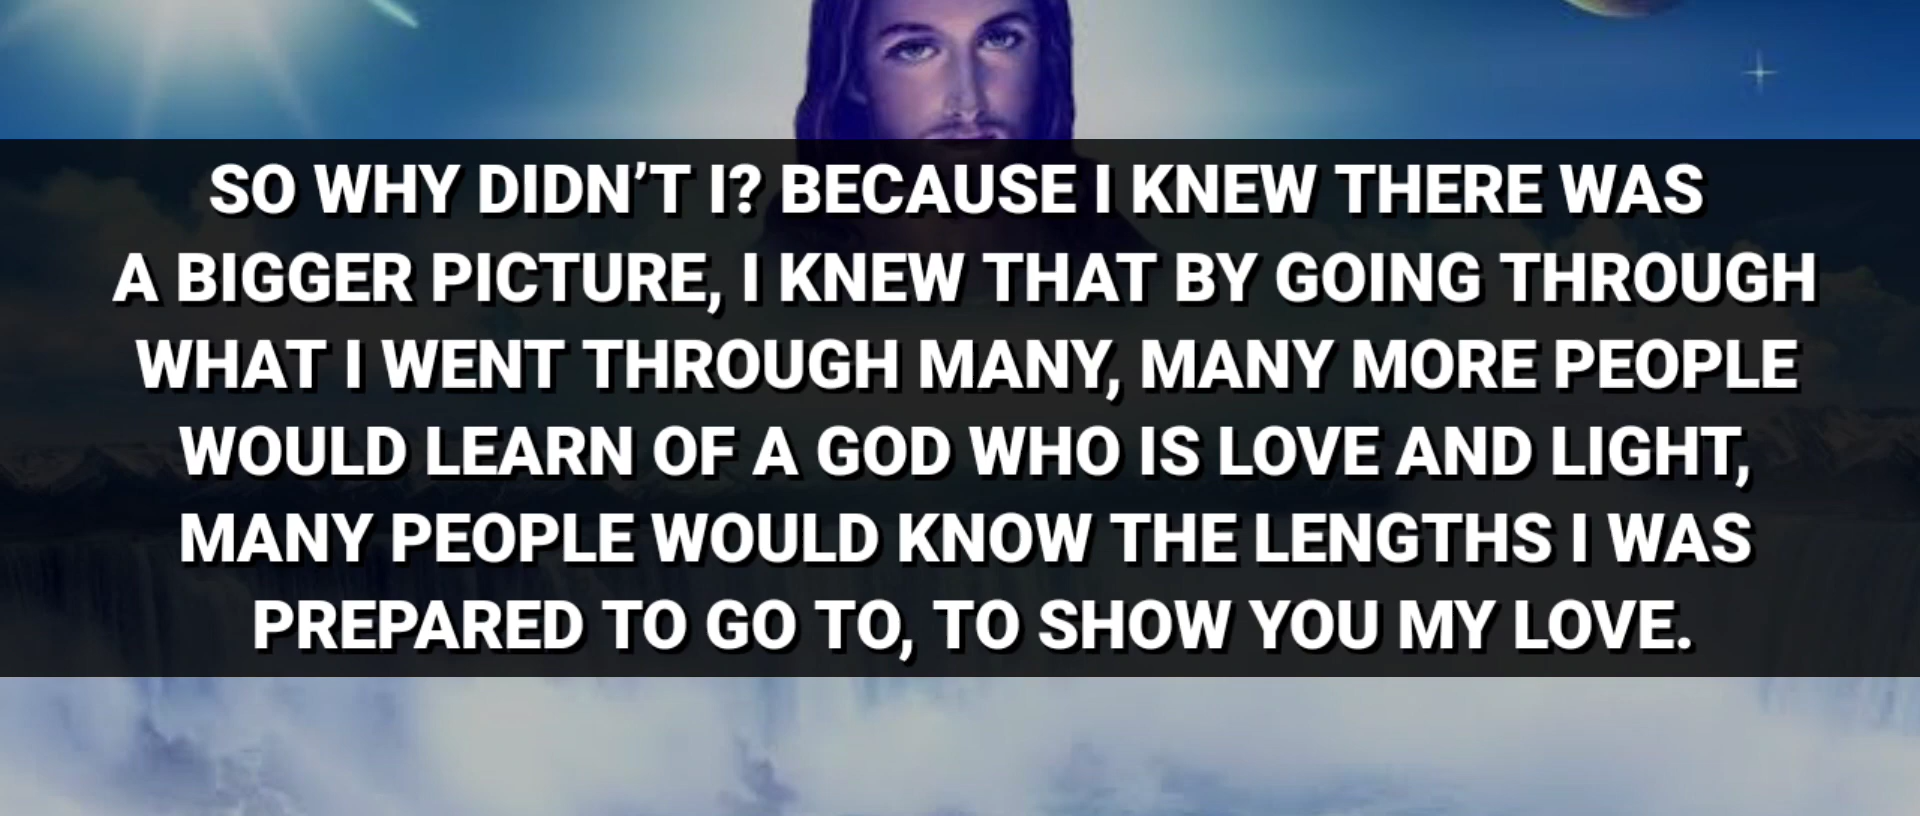 SO WHY DIDN’T I? BECAUSE I KNEW THERE WAS
A BIGGER PICTURE, I KNEW THAT BY GOING THROUGH
WHAT I WENT THROUGH MANY, MANY MORE PEOPLE
WOULD LEARN OF A GOD WHO IS LOVE AND LIGHT,
MANY PEOPLE WOULD KNOW THE LENGTHS I WAS
PREPARED TO GO TO, TO SHOW YOU MY LOVE.